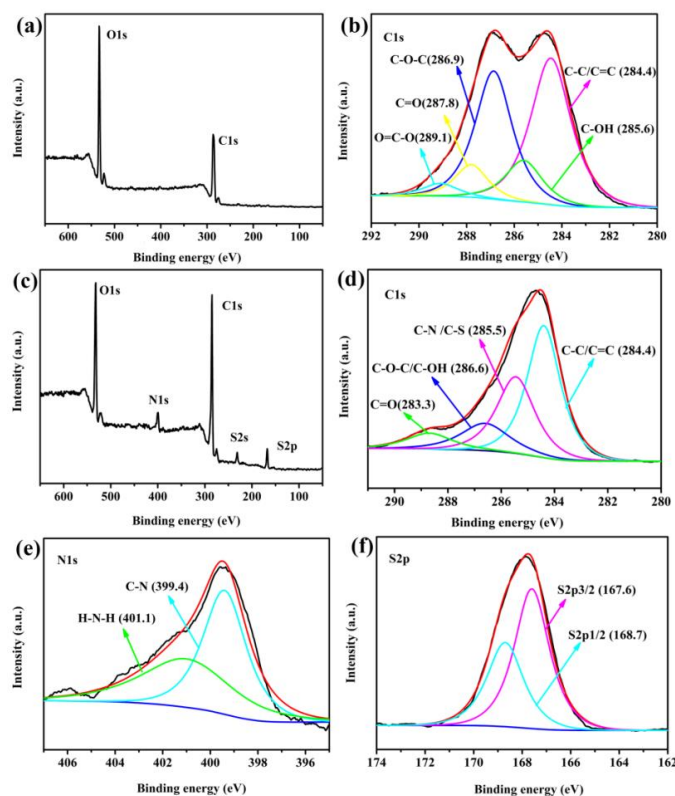 (a)
O1s
C1s
Intensity (a.u.)
600 500 400 300 200 100
Binding energy (eV)
(b)
C1s
C-O-C(286.9)
C=O(287.8)
O=C-O(289.1)
C-C/C=C (284.4)
C-OH (285.6)
Intensity (a.u.)
292 290 288 286 284 282 280
Binding energy (eV)
(c)
O1s
C1s
N1s
S2s
S2p
Intensity (a.u.)
600 500 400 300 200 100
Binding energy (eV)
(d)
C1s
C-N /C-S (285.5)
C-O-C/C-OH (286.6)
C=O(283.3)
C-C/C=C (284.4)
Intensity (a.u.)
290 288 286 284 282 280
Binding energy (eV)
(e)
N1s
C-N (399.4)
H-N-H (401.1)
Intensity (a.u.)
406 404 402 400 398 396
Binding energy (eV)
(f)
S2p
S2p3/2 (167.6)
S2p1/2 (168.7)
Intensity (a.u.)
174 172 170 168 166 164 162
Binding energy (eV)